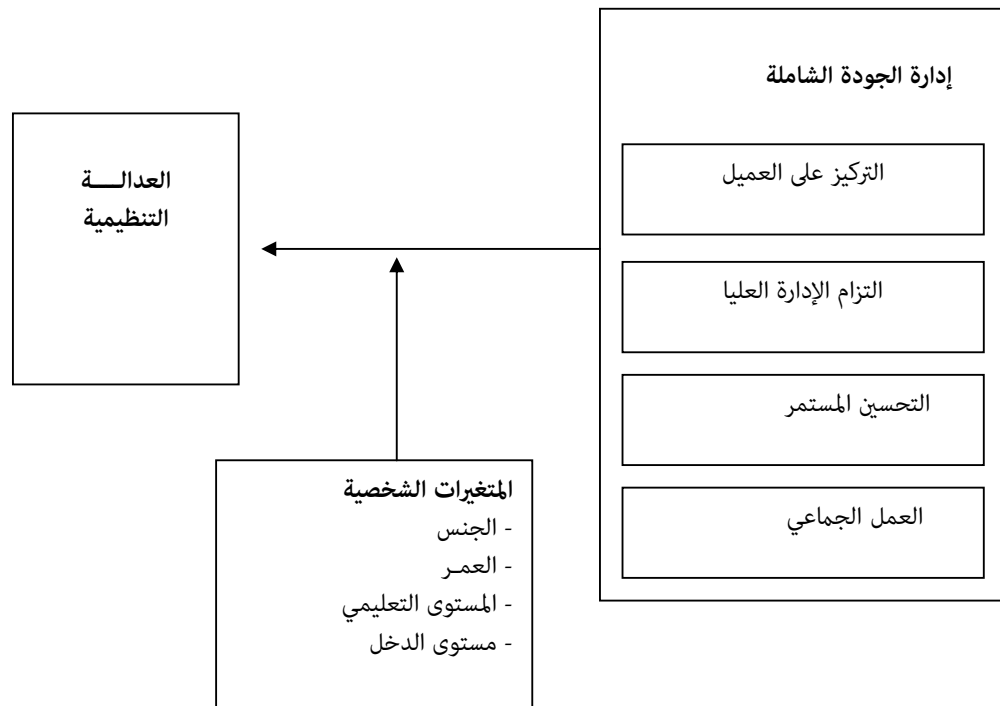 إدارة الجودة الشاملة
التركيز على العميل
التزام الإدارة العليا
التحسين المستمر
العمل الجماعي
العدالـــــة
التنظيمية
المتغيرات الشخصية
- الجنس
- العمـر
- المستوى التعليمي
- مستوى الدخل